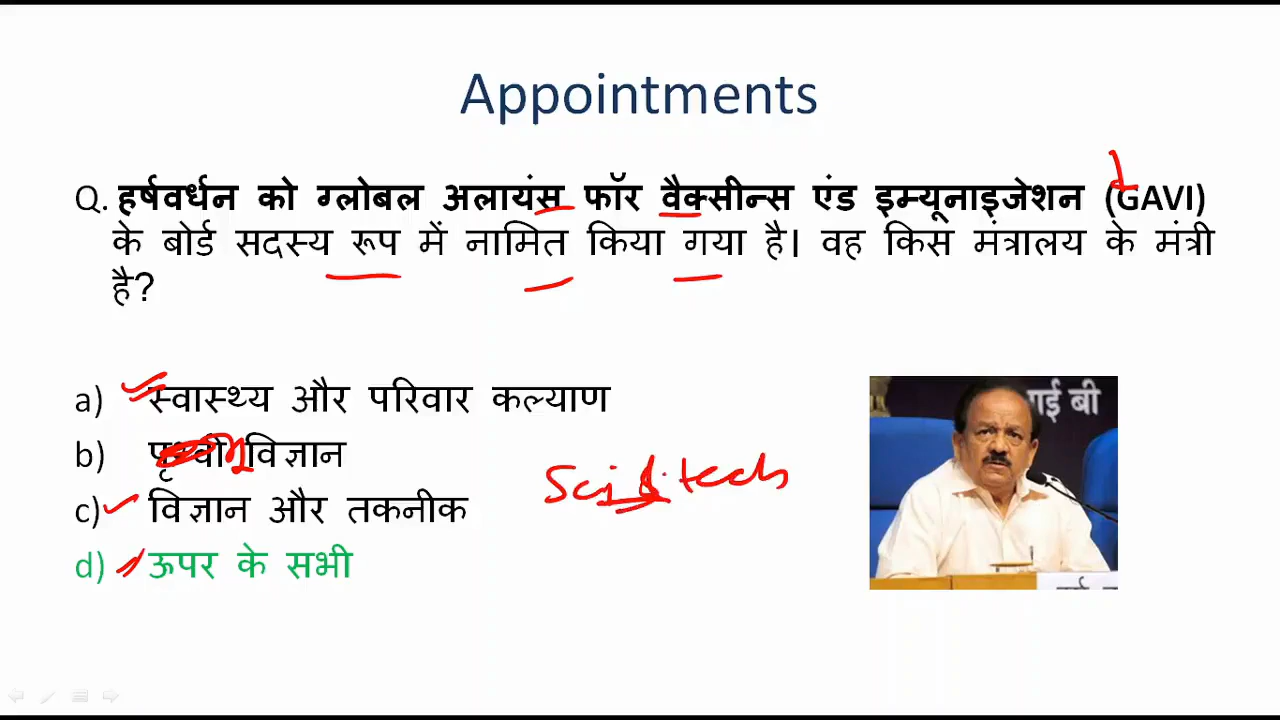 Appointments
Q. हर्षवर्धन को ग्लोबल अलायंस फॉर वैक्सीन्स एंड इम्यूनाइजेशन (GAVI)
के बोर्ड सदस्य रूप में नामित किया गया है। वह किस मंत्रालय के मंत्री
है?
a) स्वास्थ्य और परिवार कल्याण
b) पृथ्वी विज्ञान
c) विज्ञान और तकनीक
Sci & tech
d) ऊपर के सभी
आई बी